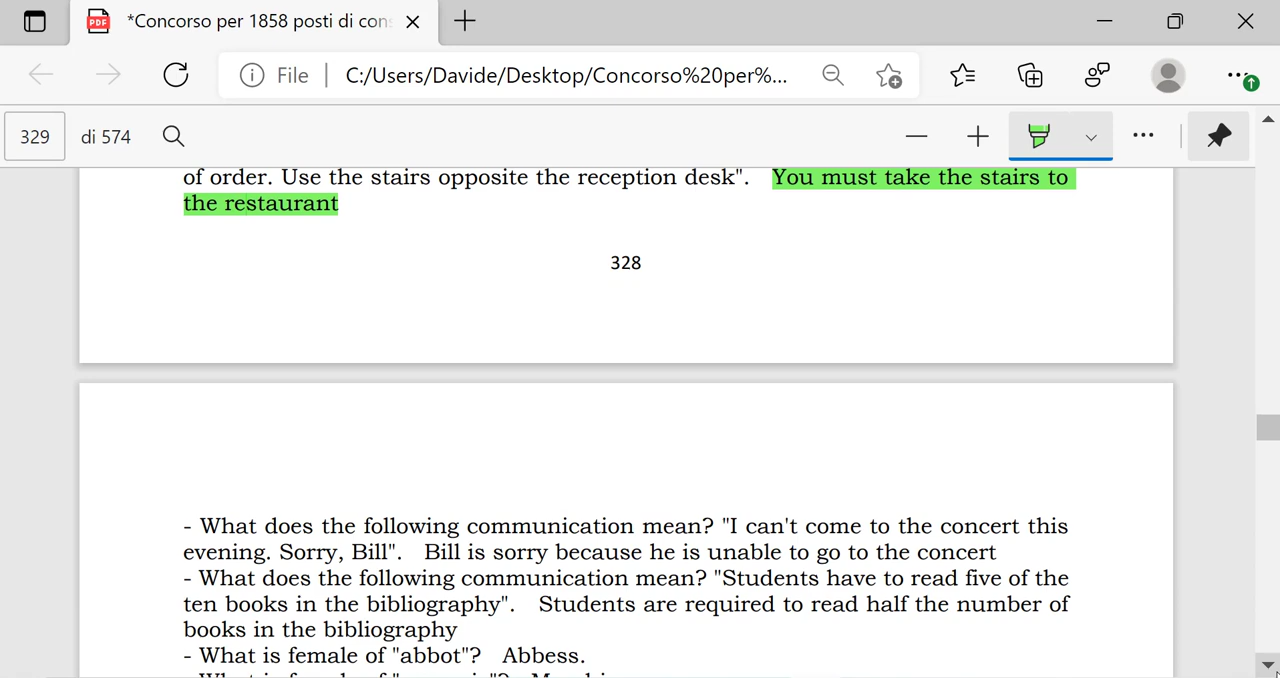 *Concorso per 1858 posti di con
File
C:/Users/Davide/Desktop/Concorso%20per%...
329 di 574
of order. Use the stairs opposite the reception desk". You must take the stairs to
the restaurant
328
- What does the following communication mean? "I can't come to the concert this
evening. Sorry, Bill". Bill is sorry because he is unable to go to the concert
- What does the following communication mean? "Students have to read five of the
ten books in the bibliography". Students are required to read half the number of
books in the bibliography
- What is female of "abbot"? Abbess.